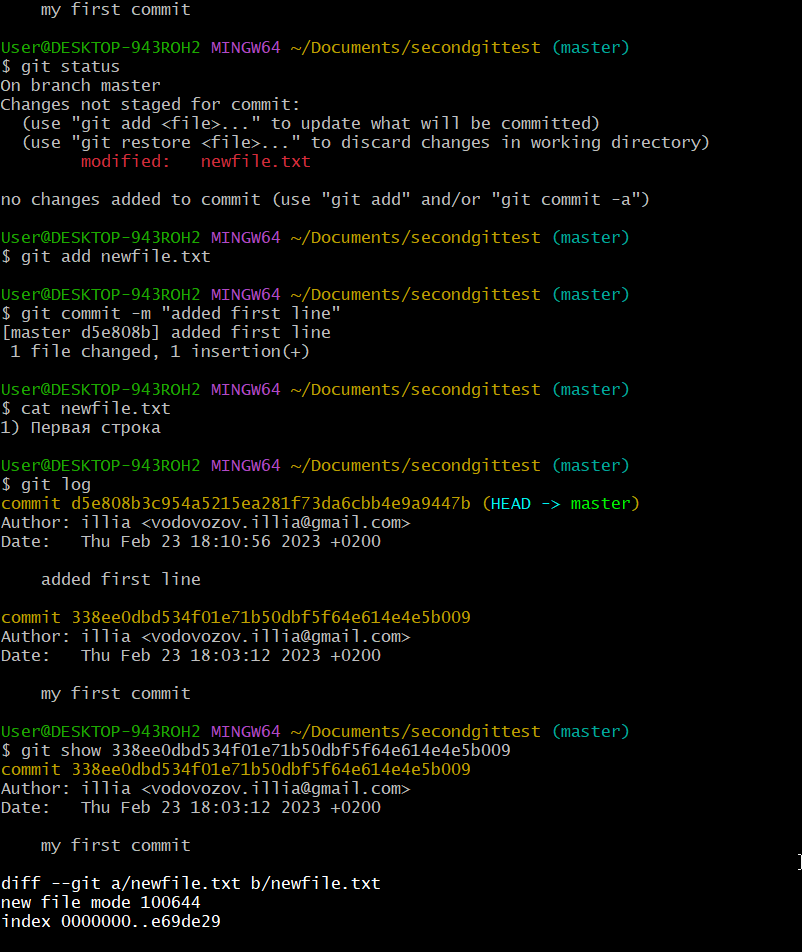 my first commit
User@DESKTOP-943ROH2 MINGW64 ~/Documents/secondgittest (master)
$ git status
On branch master
Changes not staged for commit:
(use "git add <file>..." to update what will be committed)
(use "git restore <file>..." to discard changes in working directory)
modified:   newfile.txt
no changes added to commit (use "git add" and/or "git commit -a")
User@DESKTOP-943ROH2 MINGW64 ~/Documents/secondgittest (master)
$ git add newfile.txt
User@DESKTOP-943ROH2 MINGW64 ~/Documents/secondgittest (master)
$ git commit -m "added first line"
[master d5e808b] added first line
1 file changed, 1 insertion(+)
User@DESKTOP-943ROH2 MINGW64 ~/Documents/secondgittest (master)
$ cat newfile.txt
1) Первая строка
User@DESKTOP-943ROH2 MINGW64 ~/Documents/secondgittest (master)
$ git log
commit d5e808b3c954a5215ea281f73da6cbb4e9a9447b (HEAD -> master)
Author: illia <vodovozov.illia@gmail.com>
Date:   Thu Feb 23 18:10:56 2023 +0200
added first line
commit 338ee0dbd534f01e71b50dbf5f64e614e4e5b009
Author: illia <vodovozov.illia@gmail.com>
Date:   Thu Feb 23 18:03:12 2023 +0200
my first commit
User@DESKTOP-943ROH2 MINGW64 ~/Documents/secondgittest (master)
$ git show 338ee0dbd534f01e71b50dbf5f64e614e4e5b009
commit 338ee0dbd534f01e71b50dbf5f64e614e4e5b009
Author: illia <vodovozov.illia@gmail.com>
Date:   Thu Feb 23 18:03:12 2023 +0200
my first commit
diff --git a/newfile.txt b/newfile.txt
new file mode 100644
index 0000000..e69de29